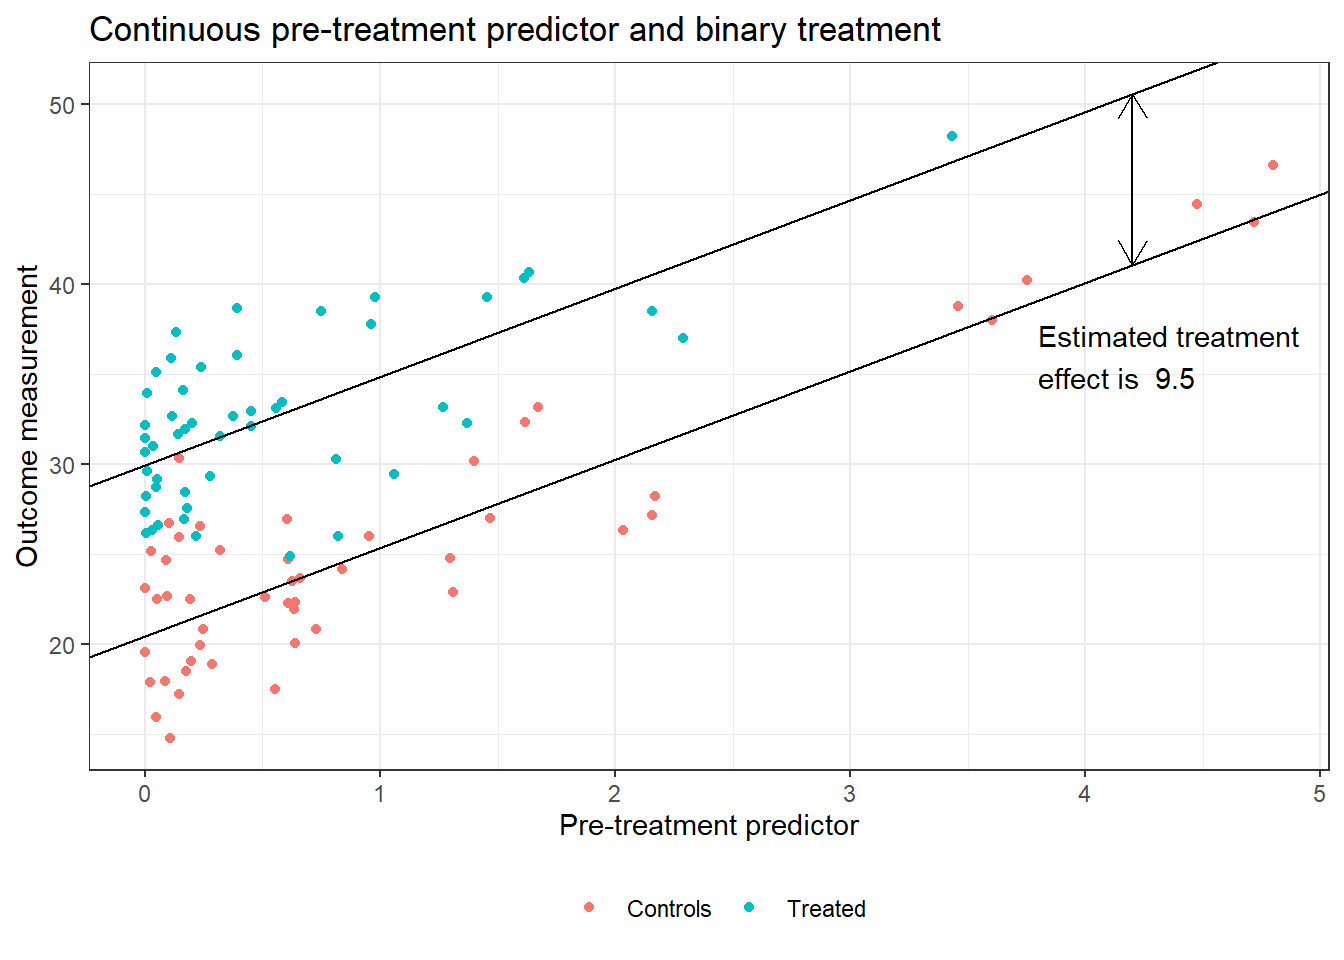 Continuous pre-treatment predictor and binary treatment
50
40
30
20
Outcome measurement
Estimated treatment
effect is  9.5
0 1 2 3 4 5
Pre-treatment predictor
Controls Treated